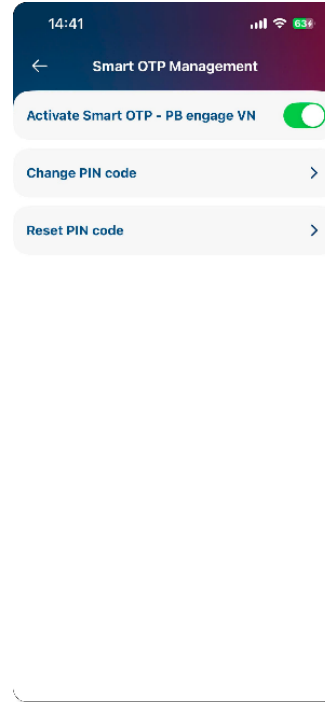 14:41
63
Smart OTP Management
Activate Smart OTP - PB engage VN
Change PIN code
Reset PIN code